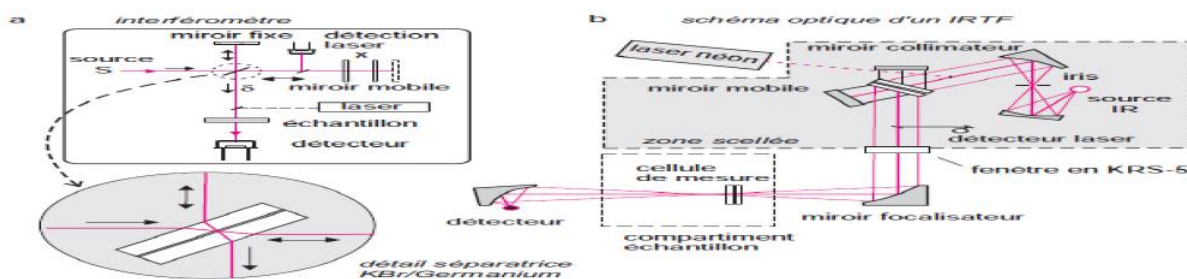 a
interféromètre
miroir fixe
détection
laser
source
S
x
miroir mobile
δ
laser
échantillon
détecteur
détail séparatrice
KBr/Germanium
b
schéma optique d'un IRTF
laser néon
miroir collimateur
iris
miroir mobile
source
IR
détecteur laser
zone scellée
fenêtre en KRS-5
cellule
de mesure
détecteur
miroir focalisateur
compartiment
échantillon